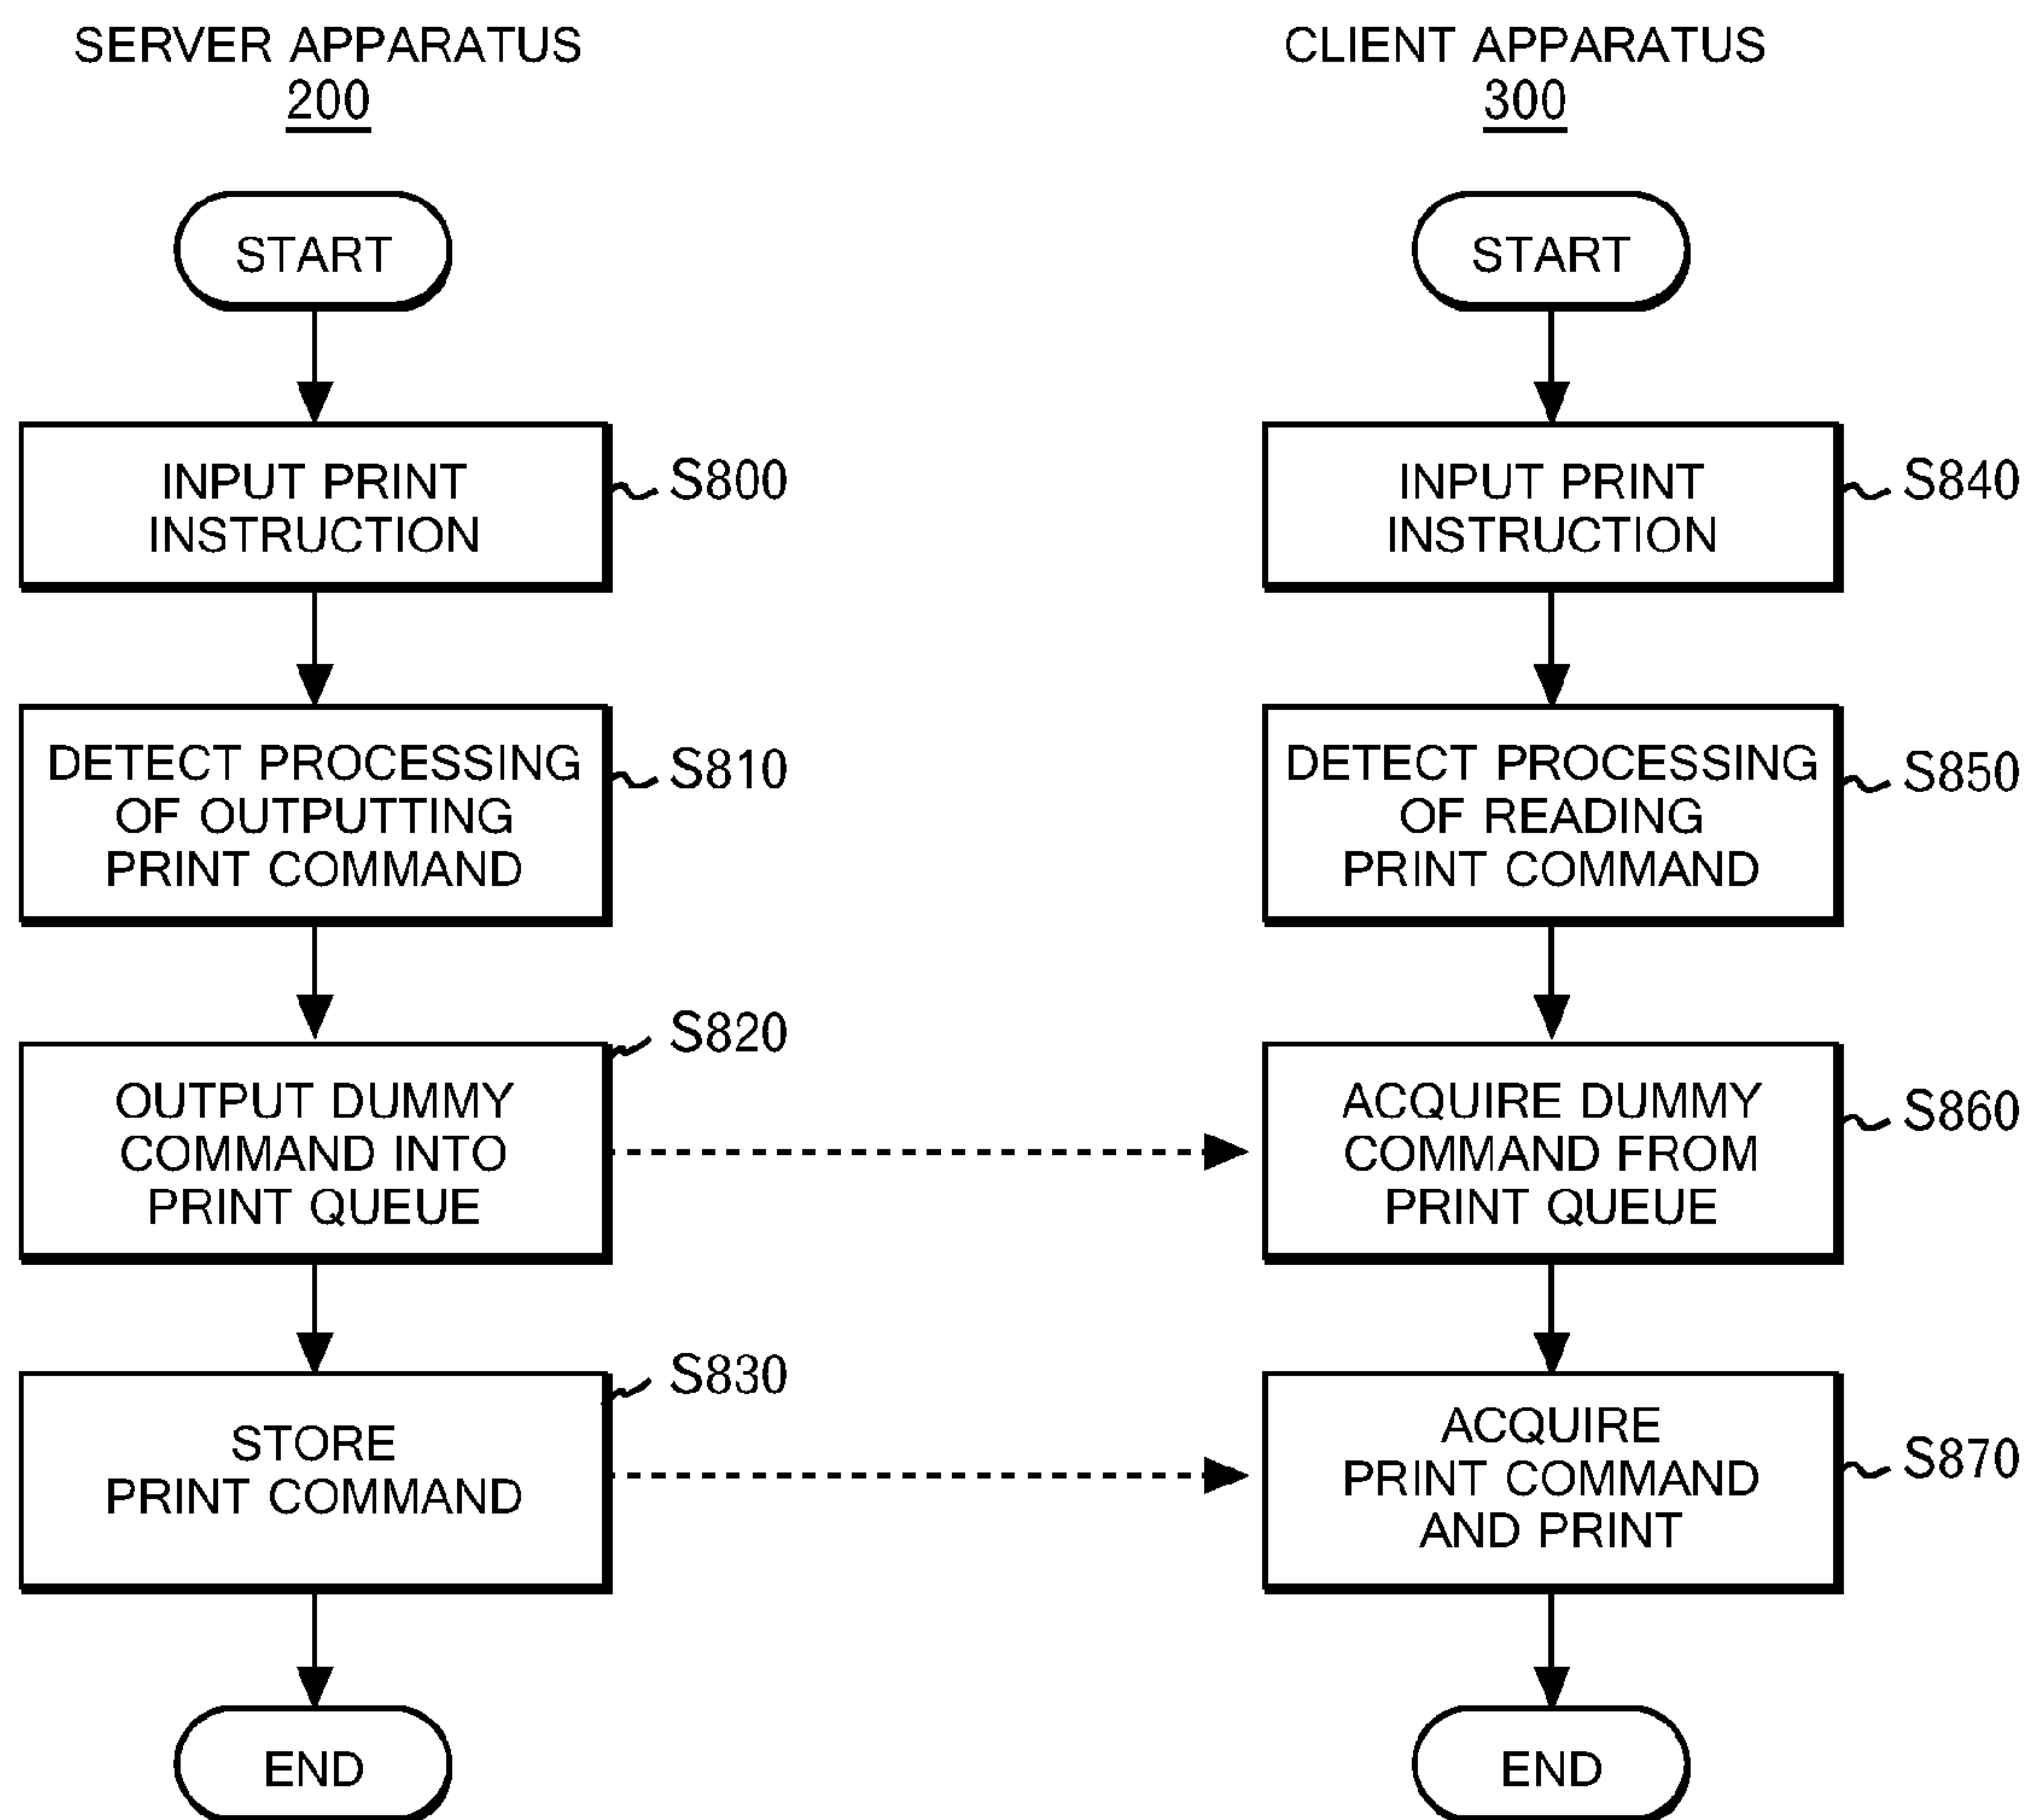 SERVER APPARATUS
200
START
INPUT PRINT
INSTRUCTION
S800
DETECT PROCESSING
OF OUTPUTTING
PRINT COMMAND
S810
OUTPUT DUMMY
COMMAND INTO
PRINT QUEUE
S820
STORE
PRINT COMMAND
S830
END
CLIENT APPARATUS
300
START
INPUT PRINT
INSTRUCTION
S840
DETECT PROCESSING
OF READING
PRINT COMMAND
S850
ACQUIRE DUMMY
COMMAND FROM
PRINT QUEUE
S860
ACQUIRE
PRINT COMMAND
AND PRINT
S870
END